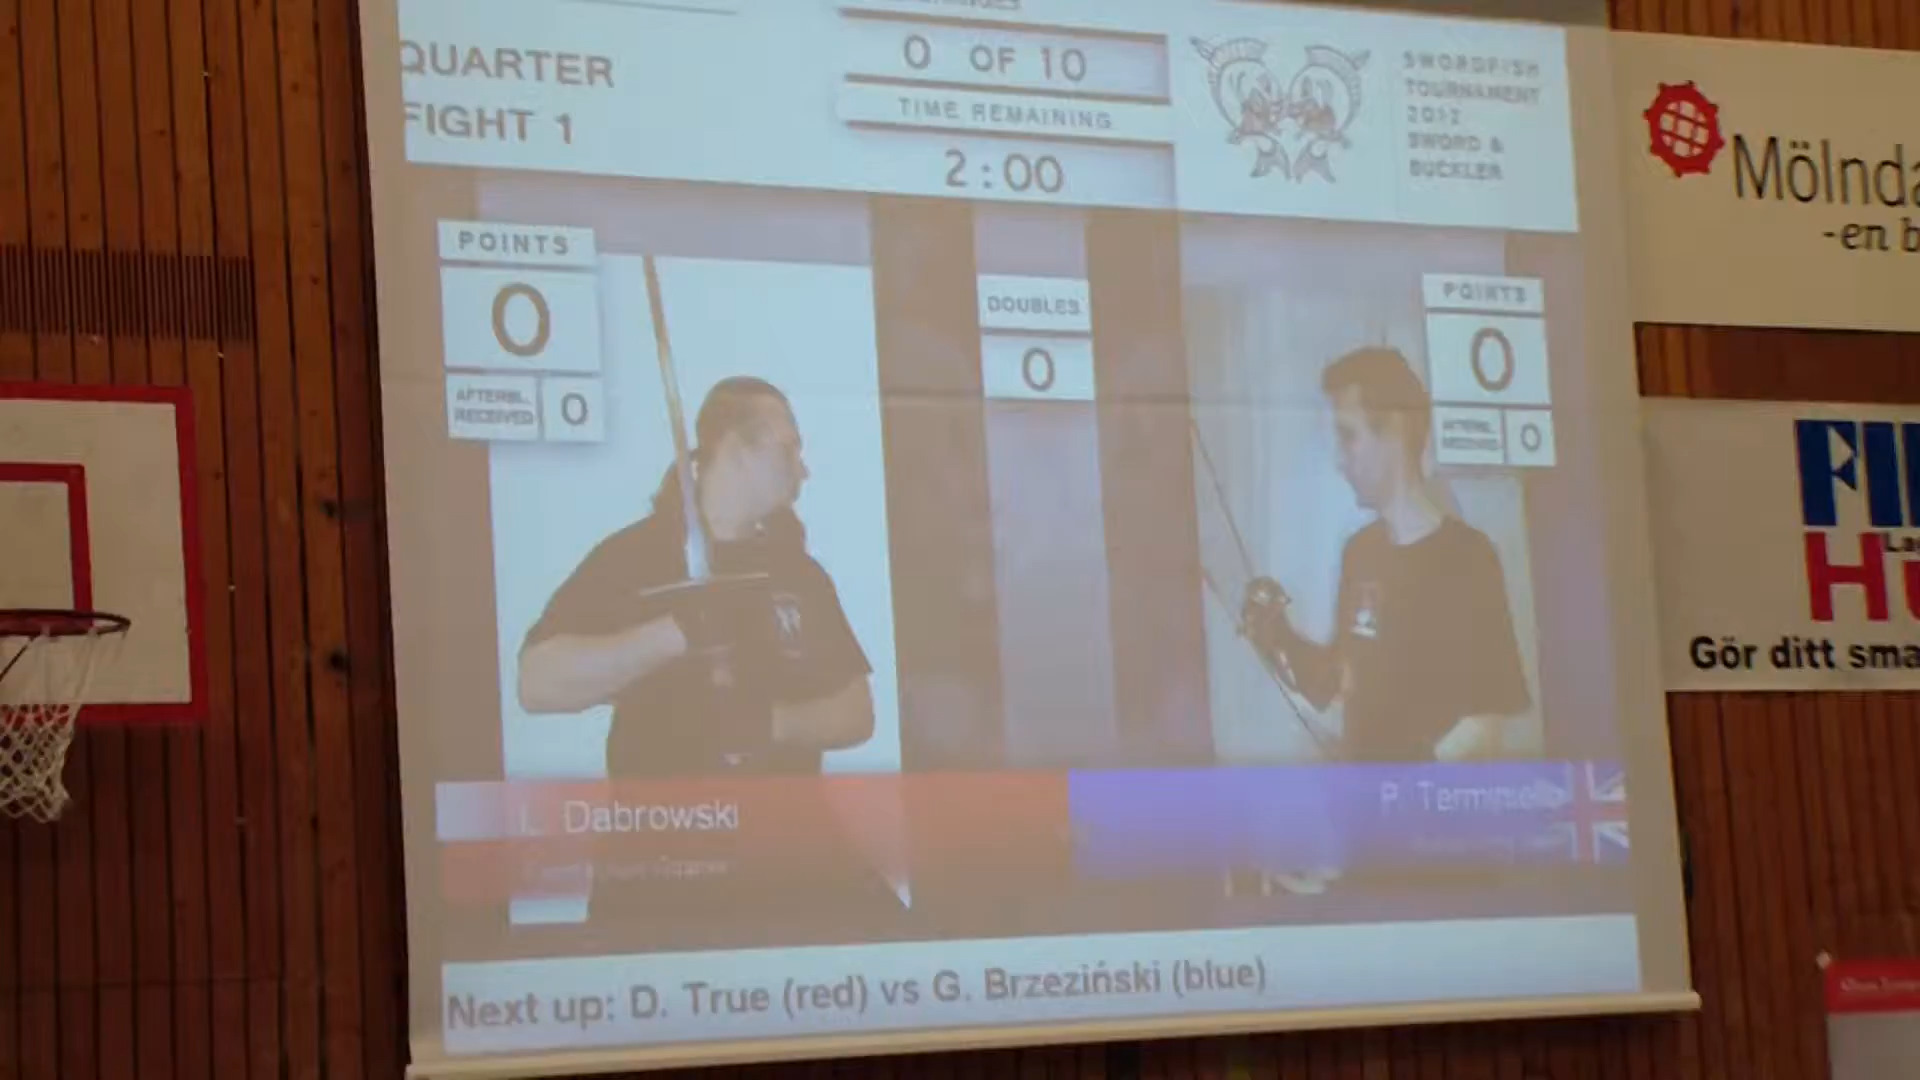 QUARTER
FIGHT 1
0 OF 10
TIME REMAINING
2:00
SWORDFISH
TOURNAMENT
2012
SWORD &
BUCKLER
POINTS
0
AFTERBL.
RECEIVED 0
DOUBLES
0
POINTS
0
AFTERBL.
RECEIVED 0
L. Dabrowski
P. Terminiello
Next up: D. True (red) vs G. Brzeziński (blue)
Mölnda
-en b
FI
H
Gör ditt sma